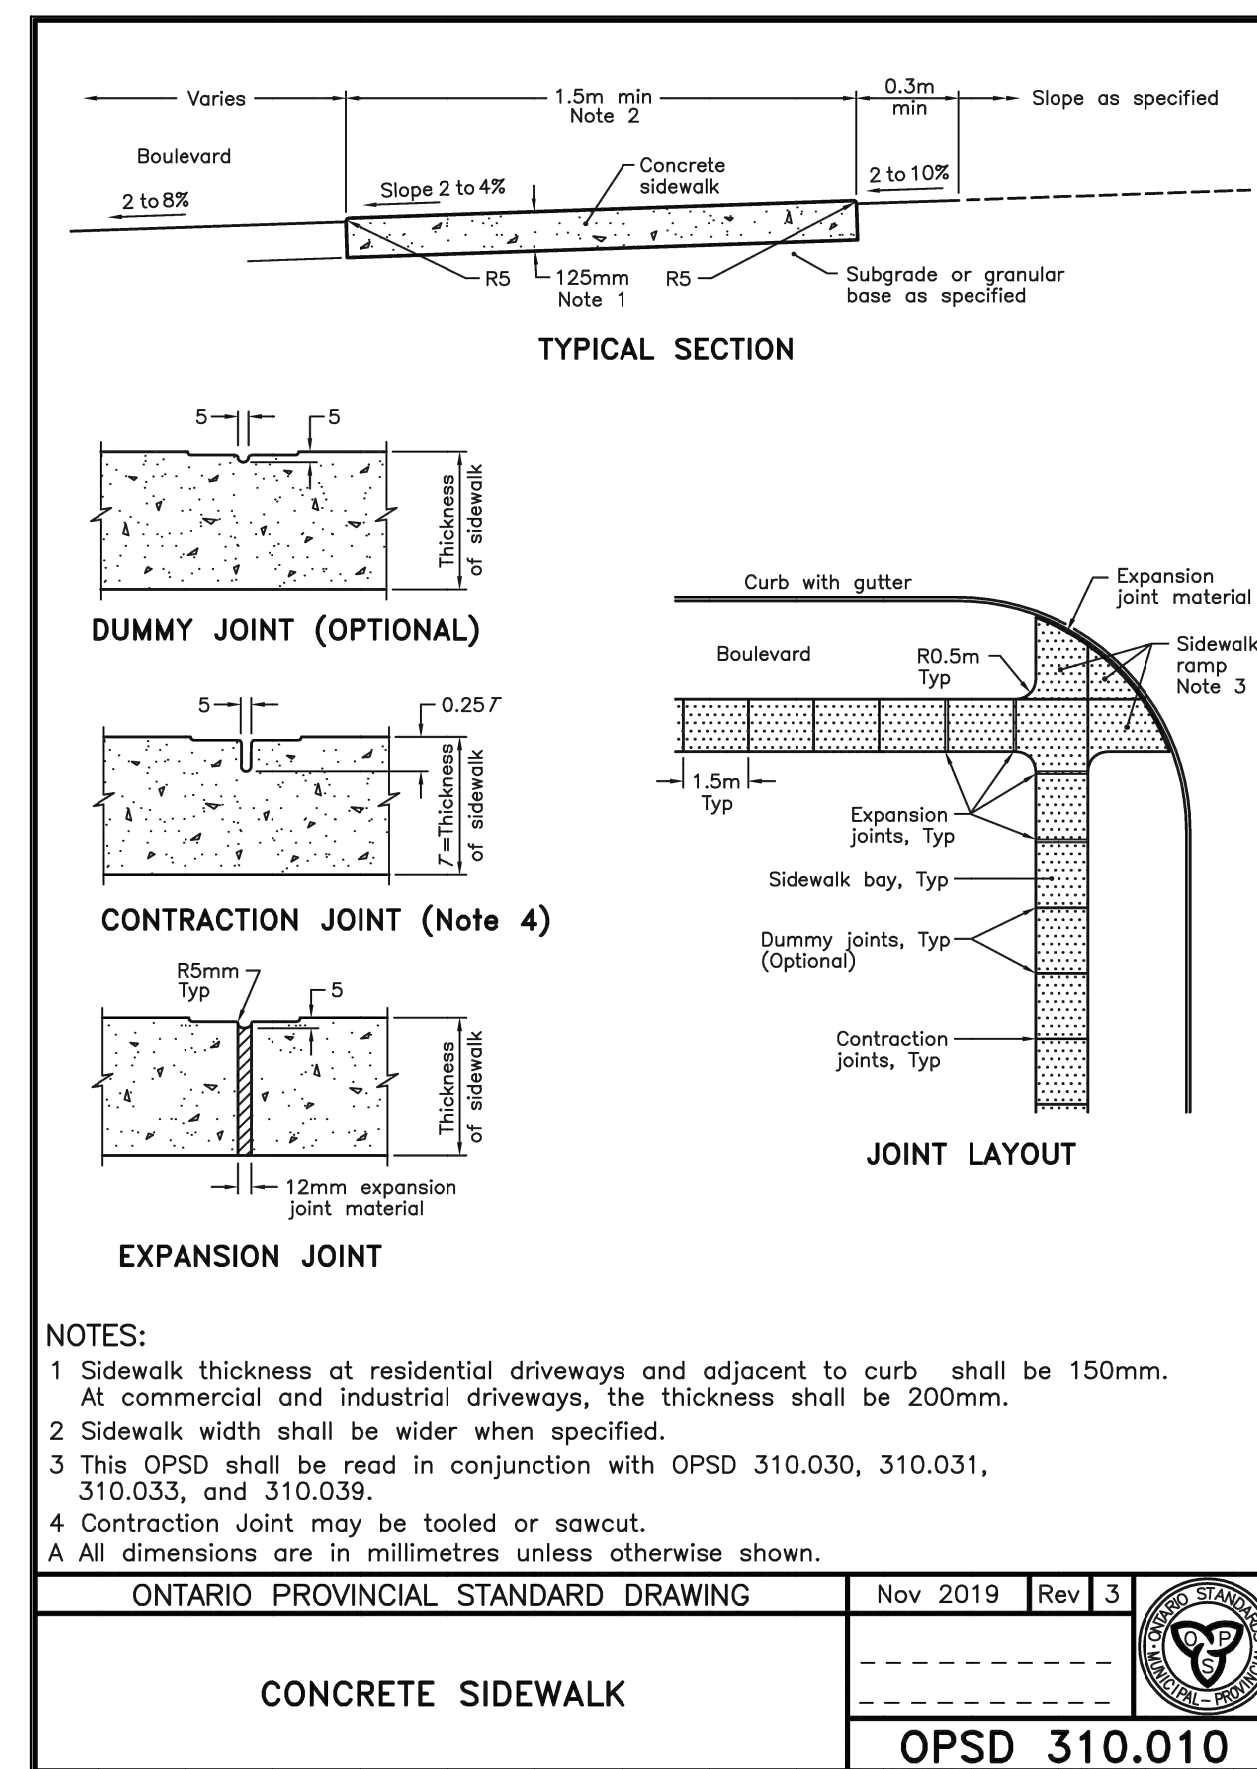 Varies
1.5m min
Note 2
0.3m
min
Slope as specified
Boulevard
2 to 8%
Slope 2 to 4%
Concrete
sidewalk
2 to 10%
R5
125mm
Note 1
R5
Subgrade or granular
base as specified
TYPICAL SECTION
5
5
Thickness
of sidewalk
DUMMY JOINT (OPTIONAL)
5
0.25T
T=Thickness
of sidewalk
CONTRACTION JOINT (Note 4)
R5mm
Typ
5
Thickness
of sidewalk
12mm expansion
joint material
EXPANSION JOINT
Curb with gutter
Expansion
joint material
Boulevard
R0.5m
Typ
Sidewalk
ramp
Note 3
1.5m
Typ
Expansion
joints, Typ
Sidewalk bay, Typ
Dummy joints, Typ
(Optional)
Contraction
joints, Typ
JOINT LAYOUT
NOTES:
1 Sidewalk thickness at residential driveways and adjacent to curb shall be 150mm.
At commercial and industrial driveways, the thickness shall be 200mm.
2 Sidewalk width shall be wider when specified.
3 This OPSD shall be read in conjunction with OPSD 310.030, 310.031,
310.033, and 310.039.
4 Contraction Joint may be tooled or sawcut.
A All dimensions are in millimetres unless otherwise shown.
ONTARIO PROVINCIAL STANDARD DRAWING
Nov 2019
Rev
3
CONCRETE SIDEWALK
ONTARIO STANDARDS
MUNICIPAL - PROVINCIAL
O P
S
OPSD 310.010